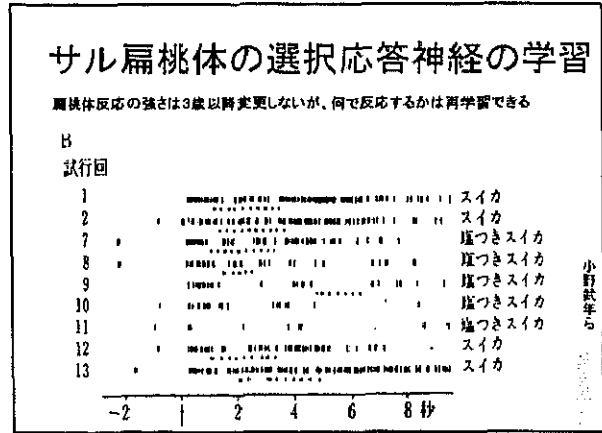 サル扁桃体の選択応答神経の学習
扁桃体反応の強さは3歳以降変更しないが、何で反応するかは再学習できる
B
試行回
1 スイカ
2 スイカ
7 塩つきスイカ
8 塩つきスイカ
9 塩つきスイカ
10 塩つきスイカ
11 塩つきスイカ
12 スイカ
13 スイカ
-2 2 4 6 8 秒
小野武年ら